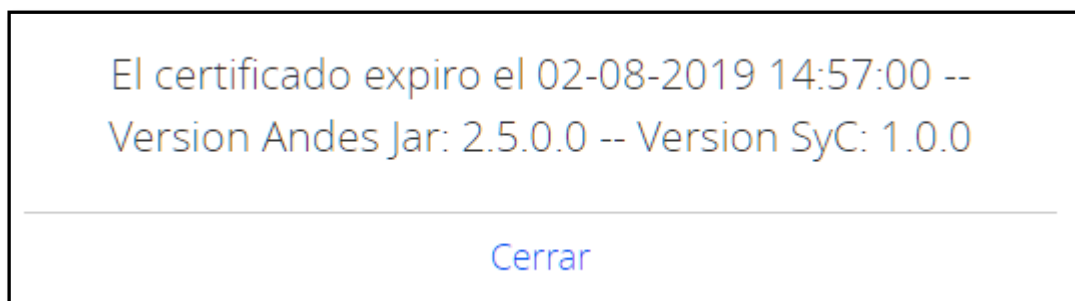 El certificado expiro el 02-08-2019 14:57:00 --
Version Andes Jar: 2.5.0.0 -- Version SyC: 1.0.0
Cerrar